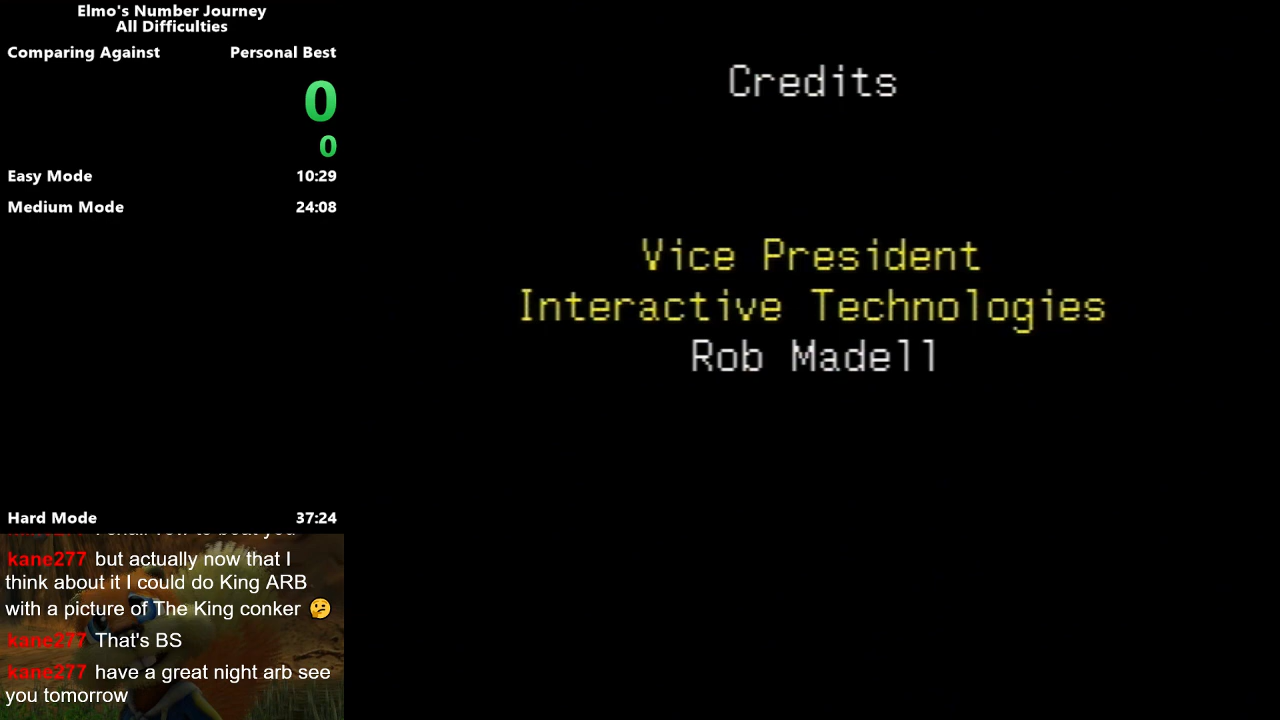 Elmo's Number Journey
All Difficulties
Comparing Against Personal Best
0
0
Easy Mode 10:29
Medium Mode 24:08
Hard Mode 37:24
kane277 but actually now that I
think about it I could do King ARB
with a picture of The King conker 🤔
kane277 That's BS
kane277 have a great night arb see
you tomorrow
Credits
Vice President
Interactive Technologies
Rob Madell